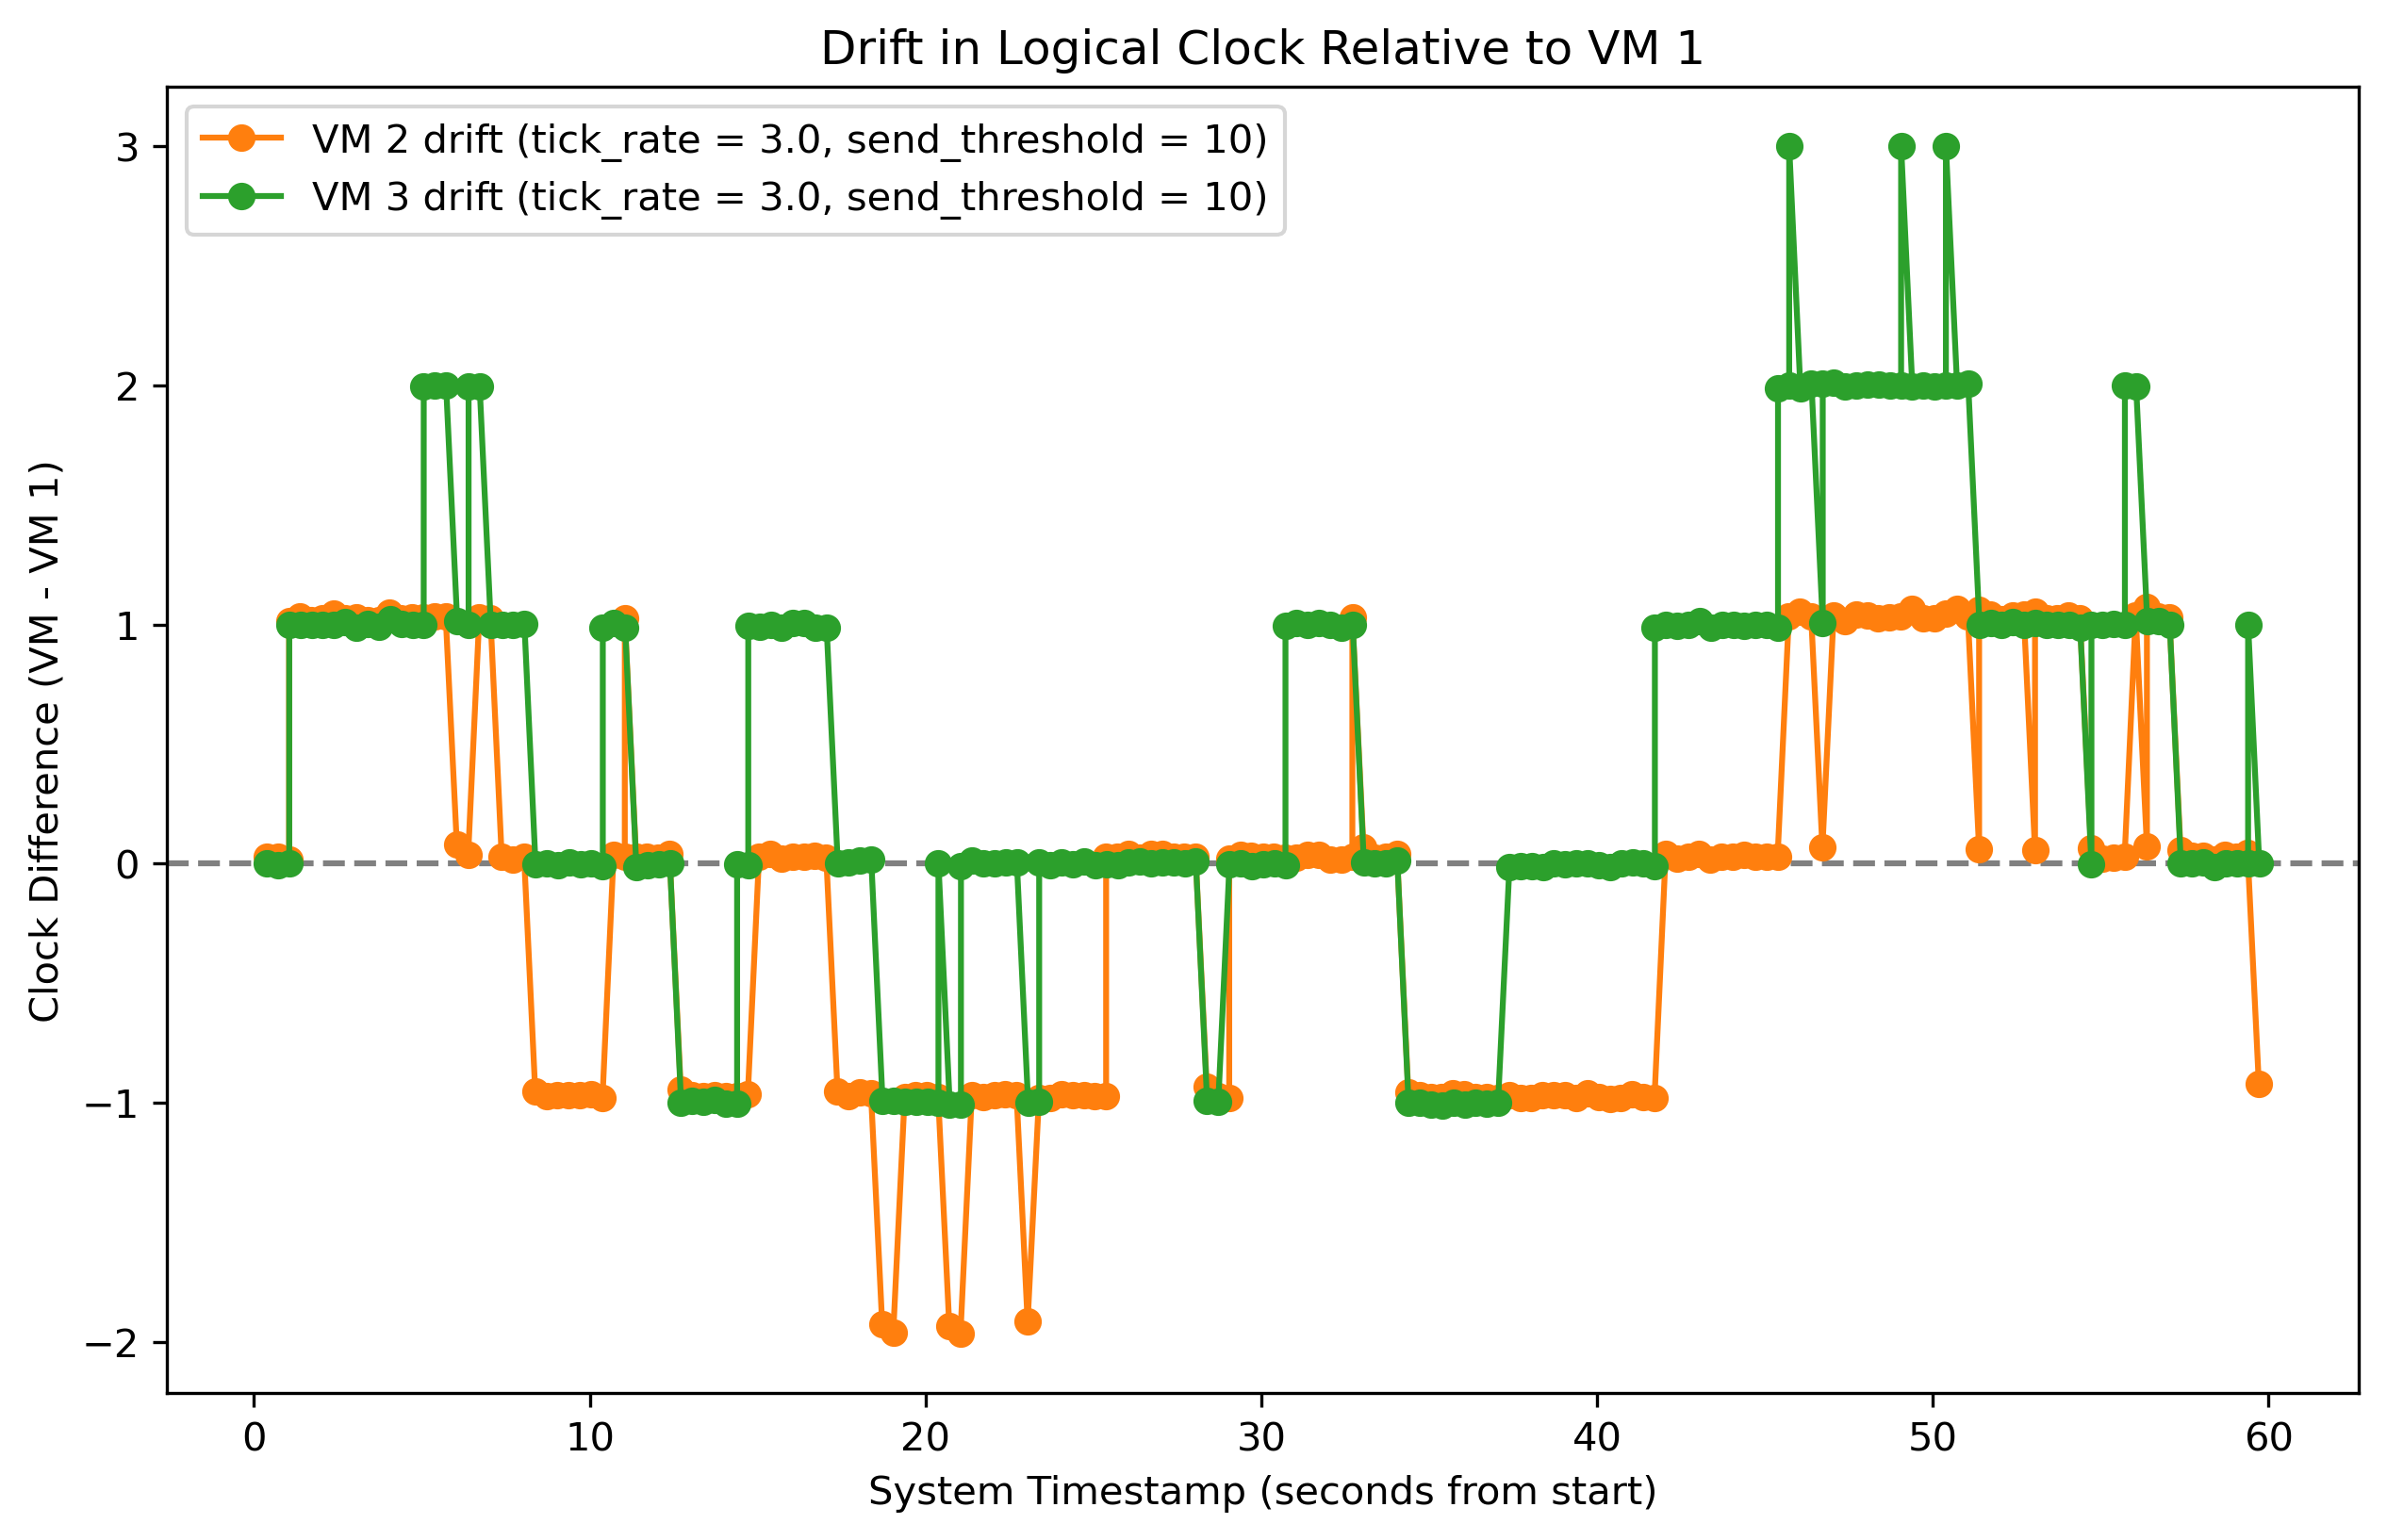 Drift in Logical Clock Relative to VM 1
VM 2 drift (tick_rate = 3.0, send_threshold = 10)
VM 3 drift (tick_rate = 3.0, send_threshold = 10)
Clock Difference (VM - VM 1)
3
2
1
0
−1
−2
0 10 20 30 40 50 60
System Timestamp (seconds from start)